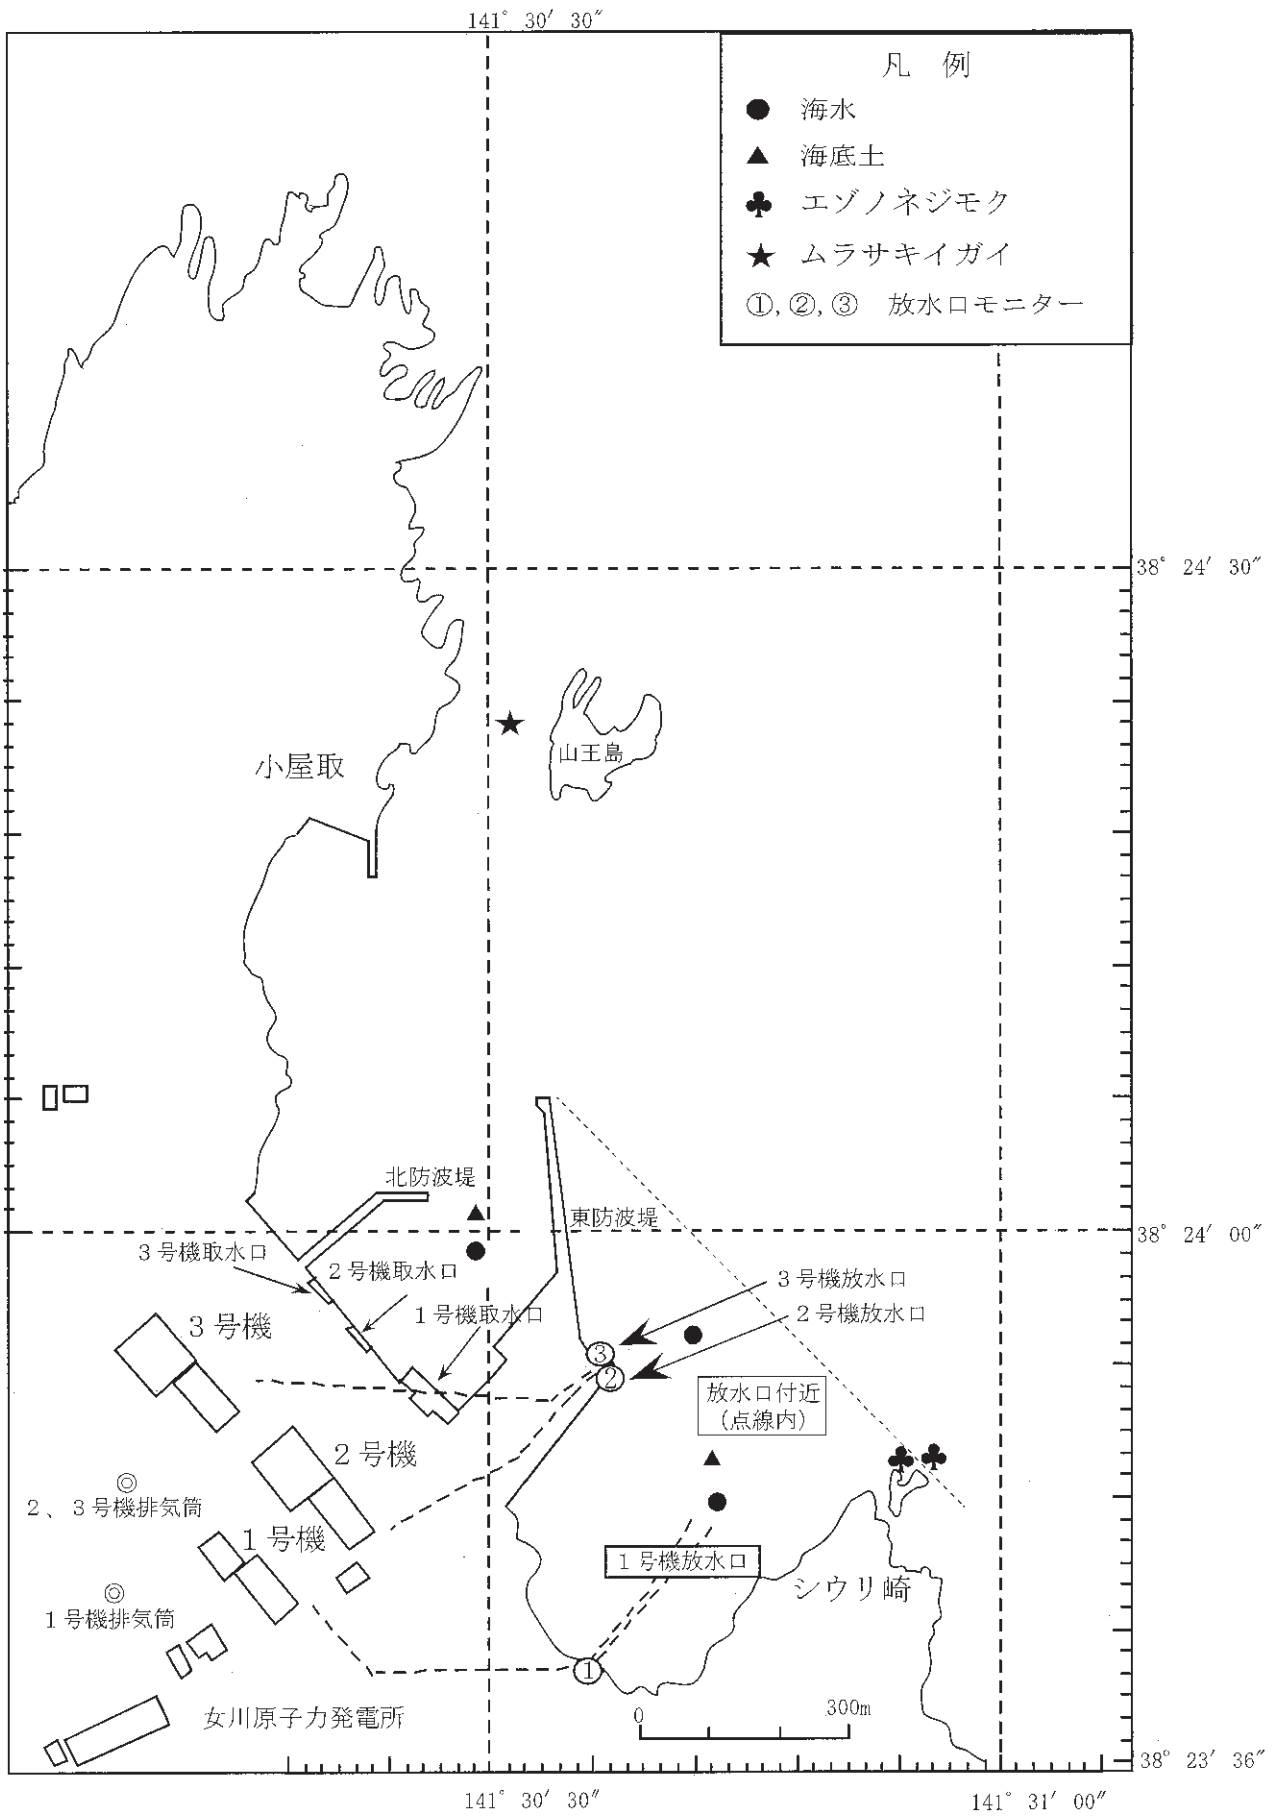 141° 30′ 30″
凡 例
海水
海底土
エゾノネジモク
ムラサキイガイ
①, ②, ③ 放水口モニター
38° 24′ 30″
山王島
小屋取
北防波堤
東防波堤
38° 24′ 00″
3号機取水口
2号機取水口
3号機放水口
1号機取水口
2号機放水口
3号機
③
②
放水口付近
(点線内)
2号機
2、3号機排気筒
1号機
1号機放水口
シウリ崎
1号機排気筒
①
女川原子力発電所
0 300m
38° 23′ 36″
141° 30′ 30″
141° 31′ 00″